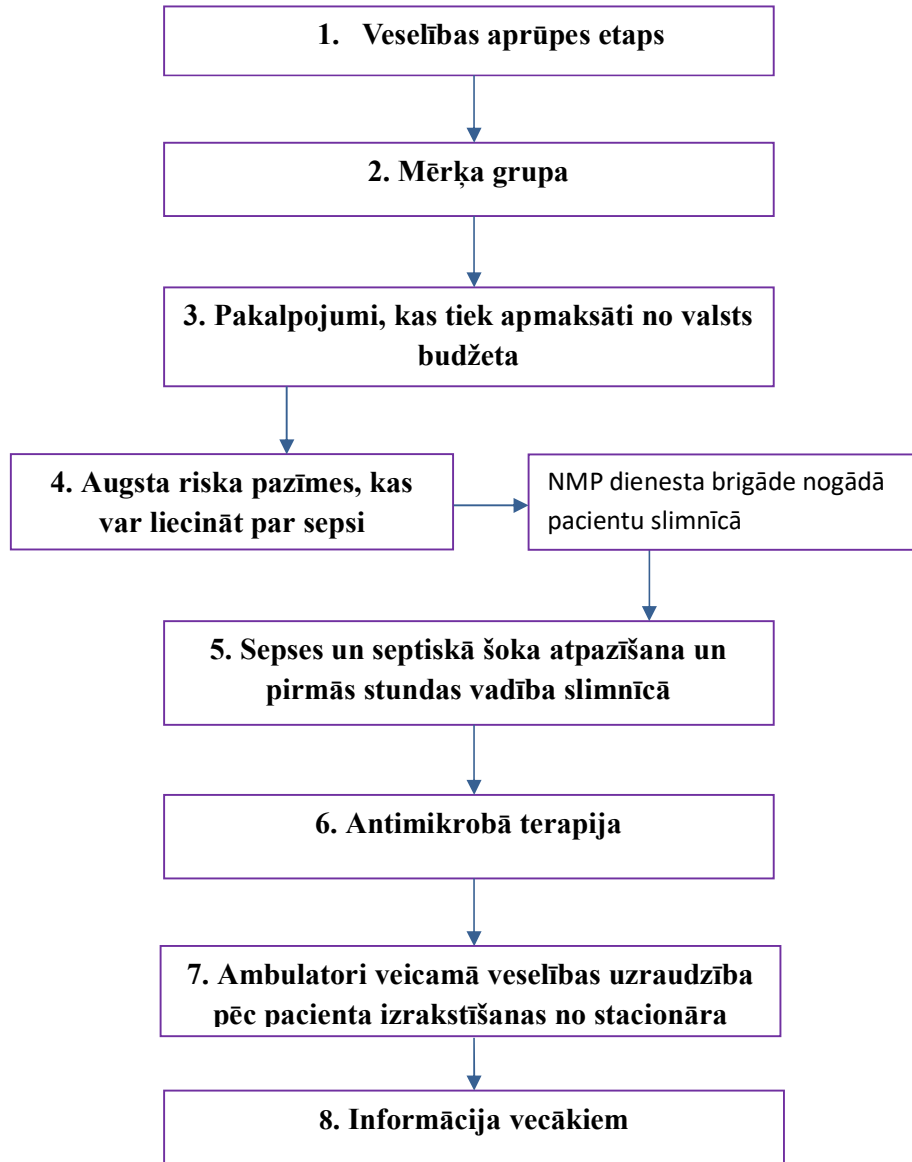 1. Veselības aprūpes etaps
2. Mērķa grupa
3. Pakalpojumi, kas tiek apmaksāti no valsts
budžeta
4. Augsta riska pazīmes, kas
var liecināt par sepsi
NMP dienesta brigāde nogādā
pacientu slimnīcā
5. Sepses un septiskā šoka atpazīšana un
pirmās stundas vadība slimnīcā
6. Antimikrobā terapija
7. Ambulatori veicamā veselības uzraudzība
pēc pacienta izrakstīšanas no stacionāra
8. Informācija vecākiem